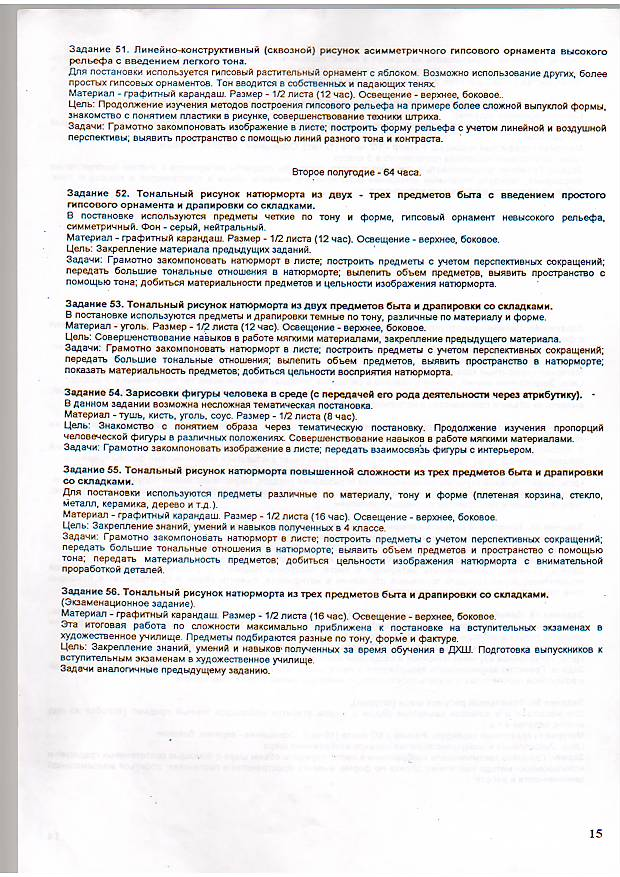 Задание 51. Линейно-конструктивный (сквозной) рисунок асимметричного гипсового орнамента высокого
рельефа с введением легкого тона.
Для постановки используется гипсовый растительный орнамент с яблоком. Возможно использование других, более
простых гипсовых орнаментов. Тон вводится в собственных и падающих тенях.
Материал - графитный карандаш. Размер - 1/2 листа (12 час). Освещение - верхнее, боковое..
Цель: Продолжение изучения методов построения гипсового рельефа на примере более сложной выпуклой формы,
знакомство с понятием пластики в рисунке, совершенствование техники штриха.
Задачи: Грамотно закомпоновать изображение в листе; построить форму рельефа с учетом линейной и воздушной
перспективы; выявить пространство с помощью линий разного тона и контраста.
Второе полугодие - 64 часа.
Задание 52. Тональный рисунок натюрморта из двух - трех предметов быта с введением простого
гипсового орнамента и драпировки со складками.
В постановке используются предметы четкие по тону и форме, гипсовый орнамент невысокого рельефа,
симметричный. Фон - серый, нейтральный.
Материал - графитный карандаш. Размер - 1/2 листа (12 час). Освещение - верхнее, боковое.
Цель: Закрепление материала предыдущих заданий.
Задачи: Грамотно закомпоновать натюрморт в листе; построить предметы с учетом перспективных сокращений;
передать большие тональные отношения в натюрморте; вылепить объем предметов, выявить пространство с
помощью тона; добиться материальности предметов и цельности изображения натюрморта.
Задание 53. Тональный рисунок натюрморта из двух предметов быта и драпировки со складками.
В постановке используются предметы и драпировки темные по тону, различные по материалу и форме.
Материал - уголь. Размер - 1/2 листа (12 час). Освещение - верхнее, боковое.
Цель: Совершенствование навыков в работе мягкими материалами, закрепление предыдущего материала.
Задачи: Грамотно закомпоновать натюрморт в листе; построить предметы с учетом перспективных сокращений;
передать большие тональные отношения; вылепить объем предметов, выявить пространство в натюрморте;
показать материальность предметов; добиться цельности восприятия натюрморта.
Задание 54. Зарисовки фигуры человека в среде (с передачей его рода деятельности через атрибутику).
В данном задании возможна несложная тематическая постановка.
Материал - тушь, кисть, уголь, соус. Размер - 1/2 листа (8 час).
Цель: Знакомство с понятием образа через тематическую постановку. Продолжение изучения пропорций
человеческой фигуры в различных положениях. Совершенствование навыков в работе мягкими материалами.
Задачи: Грамотно закомпоновать изображение в листе; передать взаимосвязь фигуры с интерьером.
Задание 55. Тональный рисунок натюрморта повышенной сложности из трех предметов быта и драпировки
со складками.
Для постановки используются предметы различные по материалу, тону и форме (плетеная корзина, стекло,
металл, керамика, дерево и т.д.).
Материал - графитный карандаш. Размер - 1/2 листа (16 час). Освещение - верхнее, боковое.
Цель: Закрепление знаний, умений и навыков полученных в 4 классе.
Задачи: Грамотно закомпоновать натюрморт в листе; построить предметы с учетом перспективных сокращений;
передать большие тональные отношения в натюрморте; выявить объем предметов и пространство с помощью
тона; передать материальность предметов; добиться цельности изображения натюрморта с внимательной
проработкой деталей.
Задание 56. Тональный рисунок натюрморта из трех предметов быта и драпировки со складками.
(Экзаменационное задание).
Материал - графитный карандаш. Размер - 1/2 листа (16 час). Освещение - верхнее, боковое.
Эта итоговая работа по сложности максимально приближена к постановке на вступительных экзаменах в
художественное училище. Предметы подбираются разные по тону, форме и фактуре.
Цель: Закрепление знаний, умений и навыков полученных за время обучения в ДХШ. Подготовка выпускников к
вступительным экзаменам в художественное училище.
Задачи аналогичные предыдущему заданию.
15